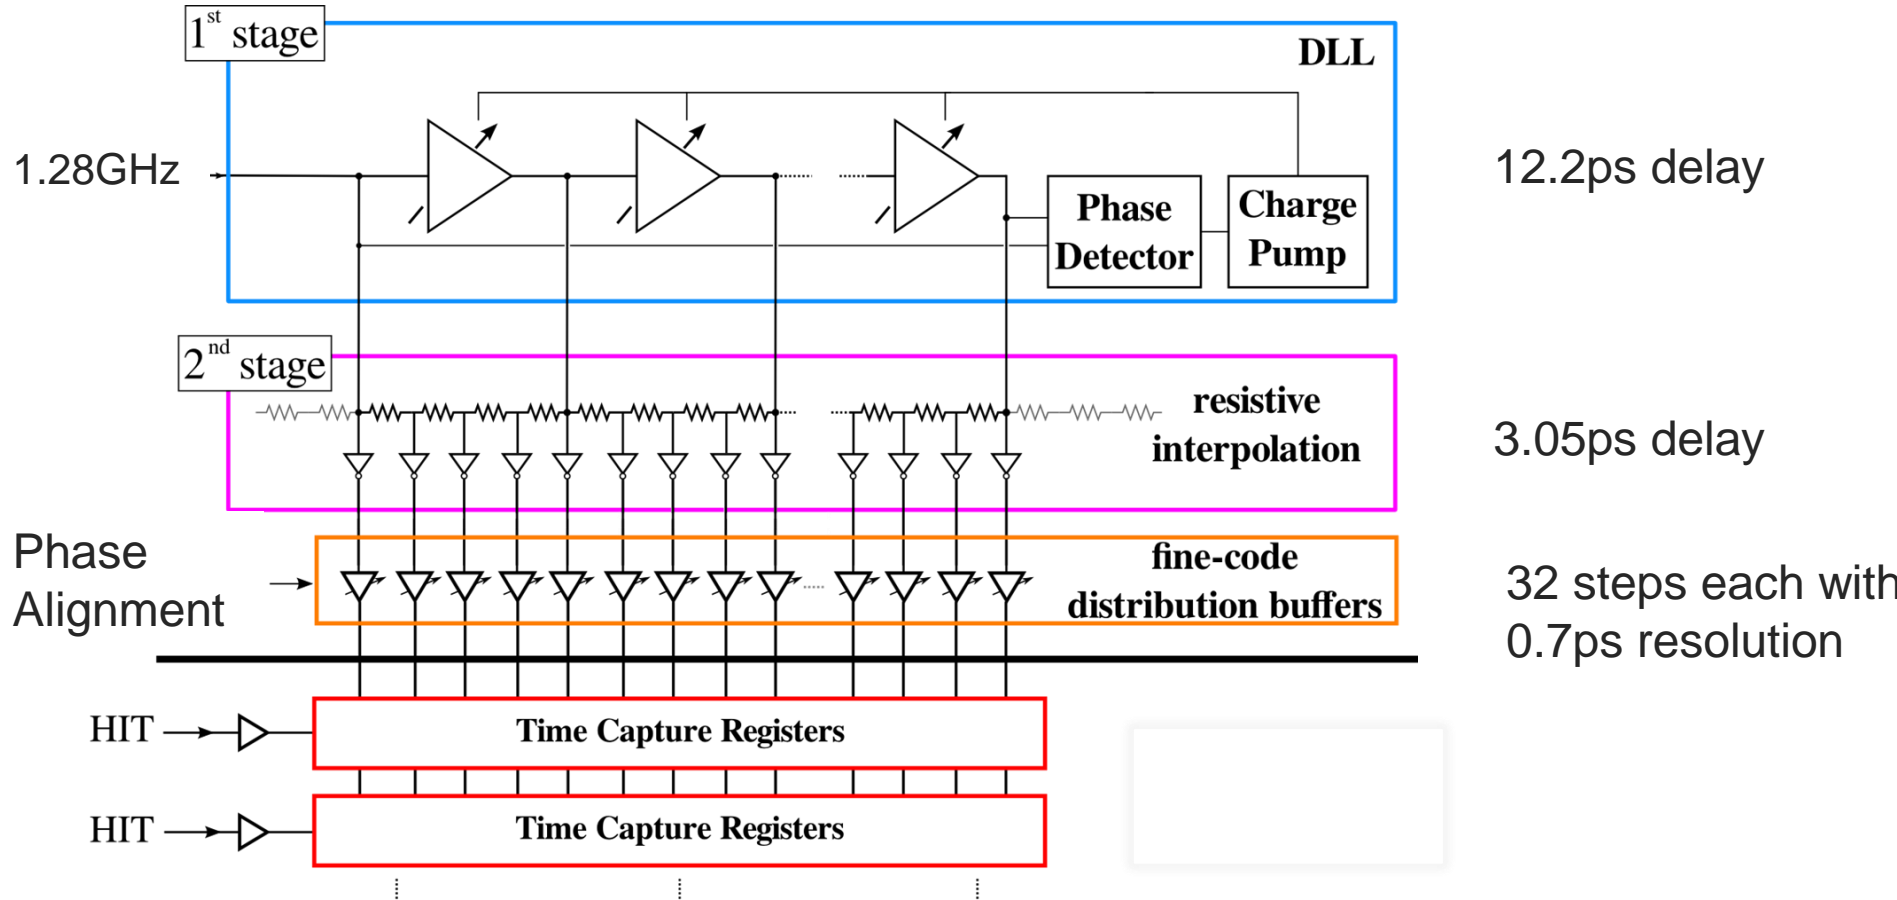 1st stage
DLL
1.28GHz
12.2ps delay
Phase
Detector
Charge
Pump
2nd stage
resistive
interpolation
3.05ps delay
Phase
Alignment
fine-code
distribution buffers
32 steps each with
0.7ps resolution
HIT
Time Capture Registers
HIT
Time Capture Registers